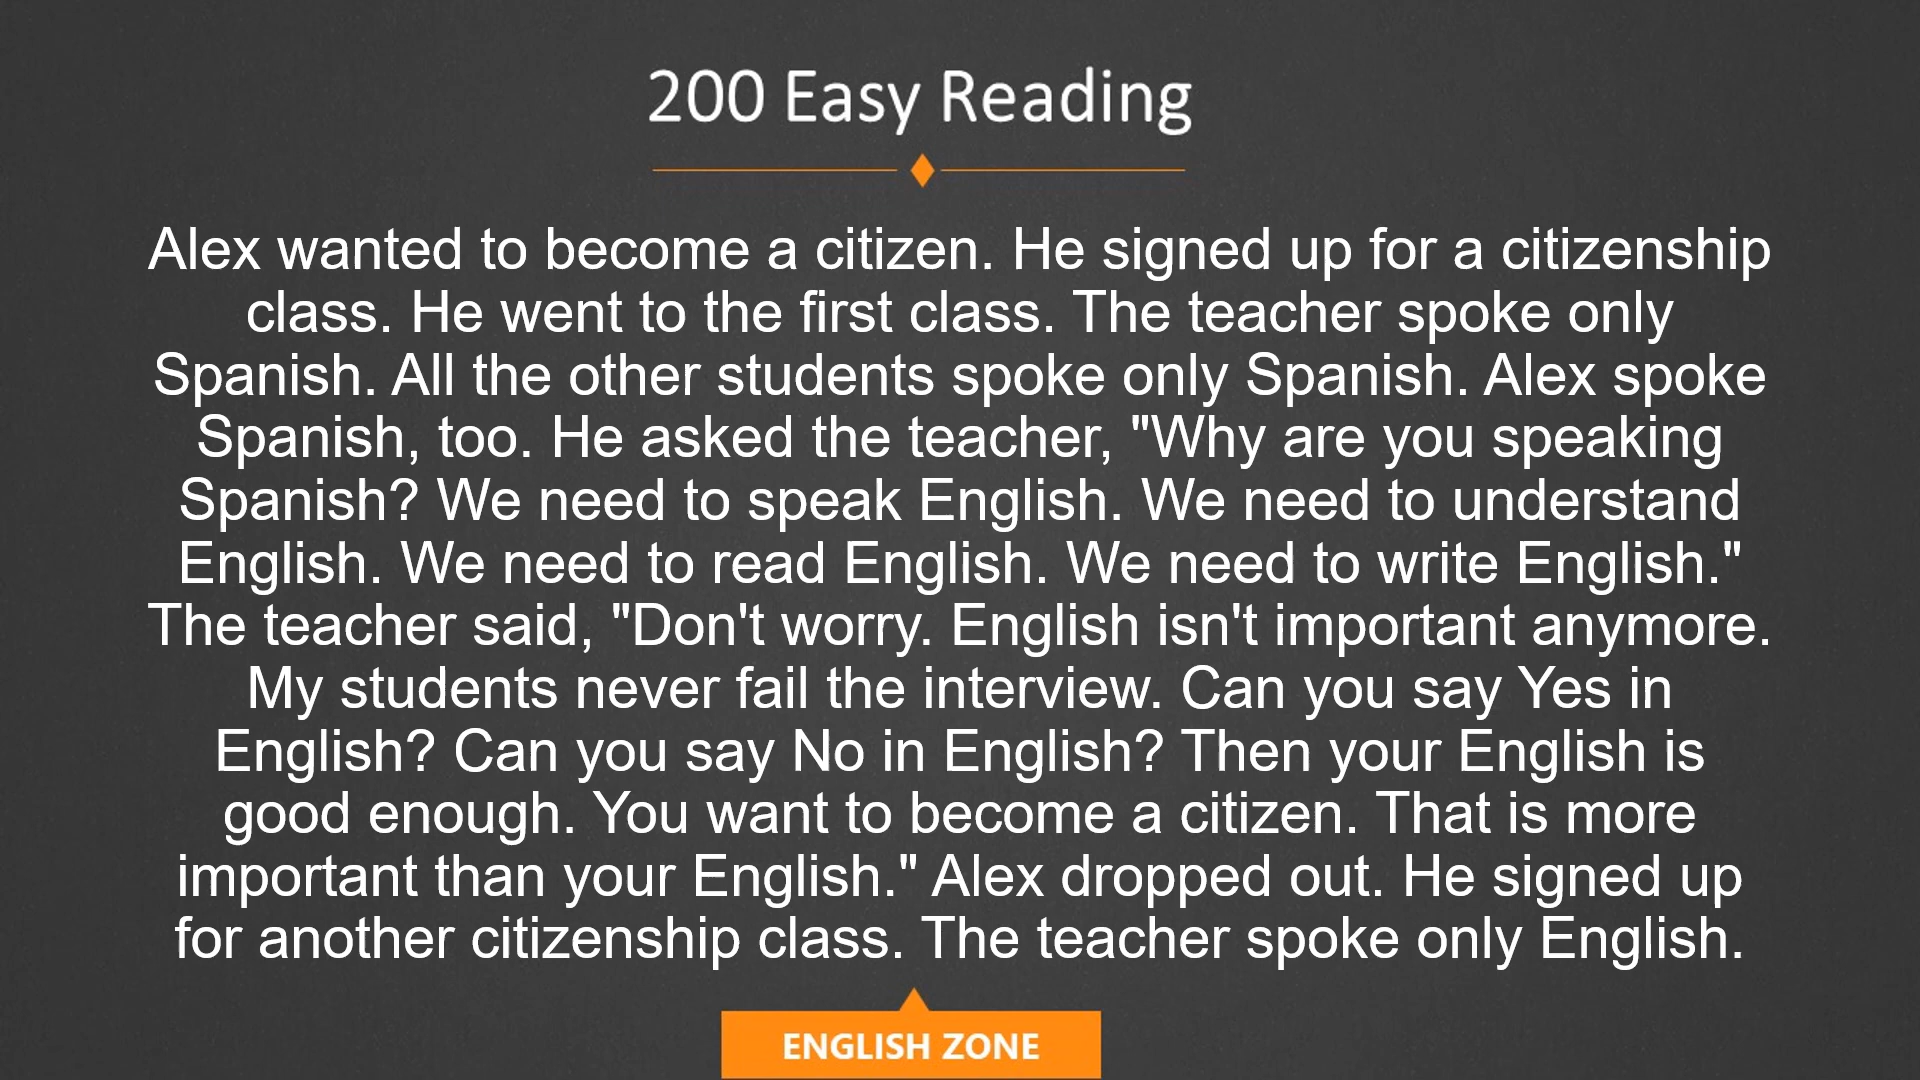 200 Easy Reading
Alex wanted to become a citizen. He signed up for a citizenship
class. He went to the first class. The teacher spoke only
Spanish. All the other students spoke only Spanish. Alex spoke
Spanish, too. He asked the teacher, "Why are you speaking
Spanish? We need to speak English. We need to understand
English. We need to read English. We need to write English."
The teacher said, "Don't worry. English isn't important anymore.
My students never fail the interview. Can you say Yes in
English? Can you say No in English? Then your English is
good enough. You want to become a citizen. That is more
important than your English." Alex dropped out. He signed up
for another citizenship class. The teacher spoke only English.
ENGLISH ZONE